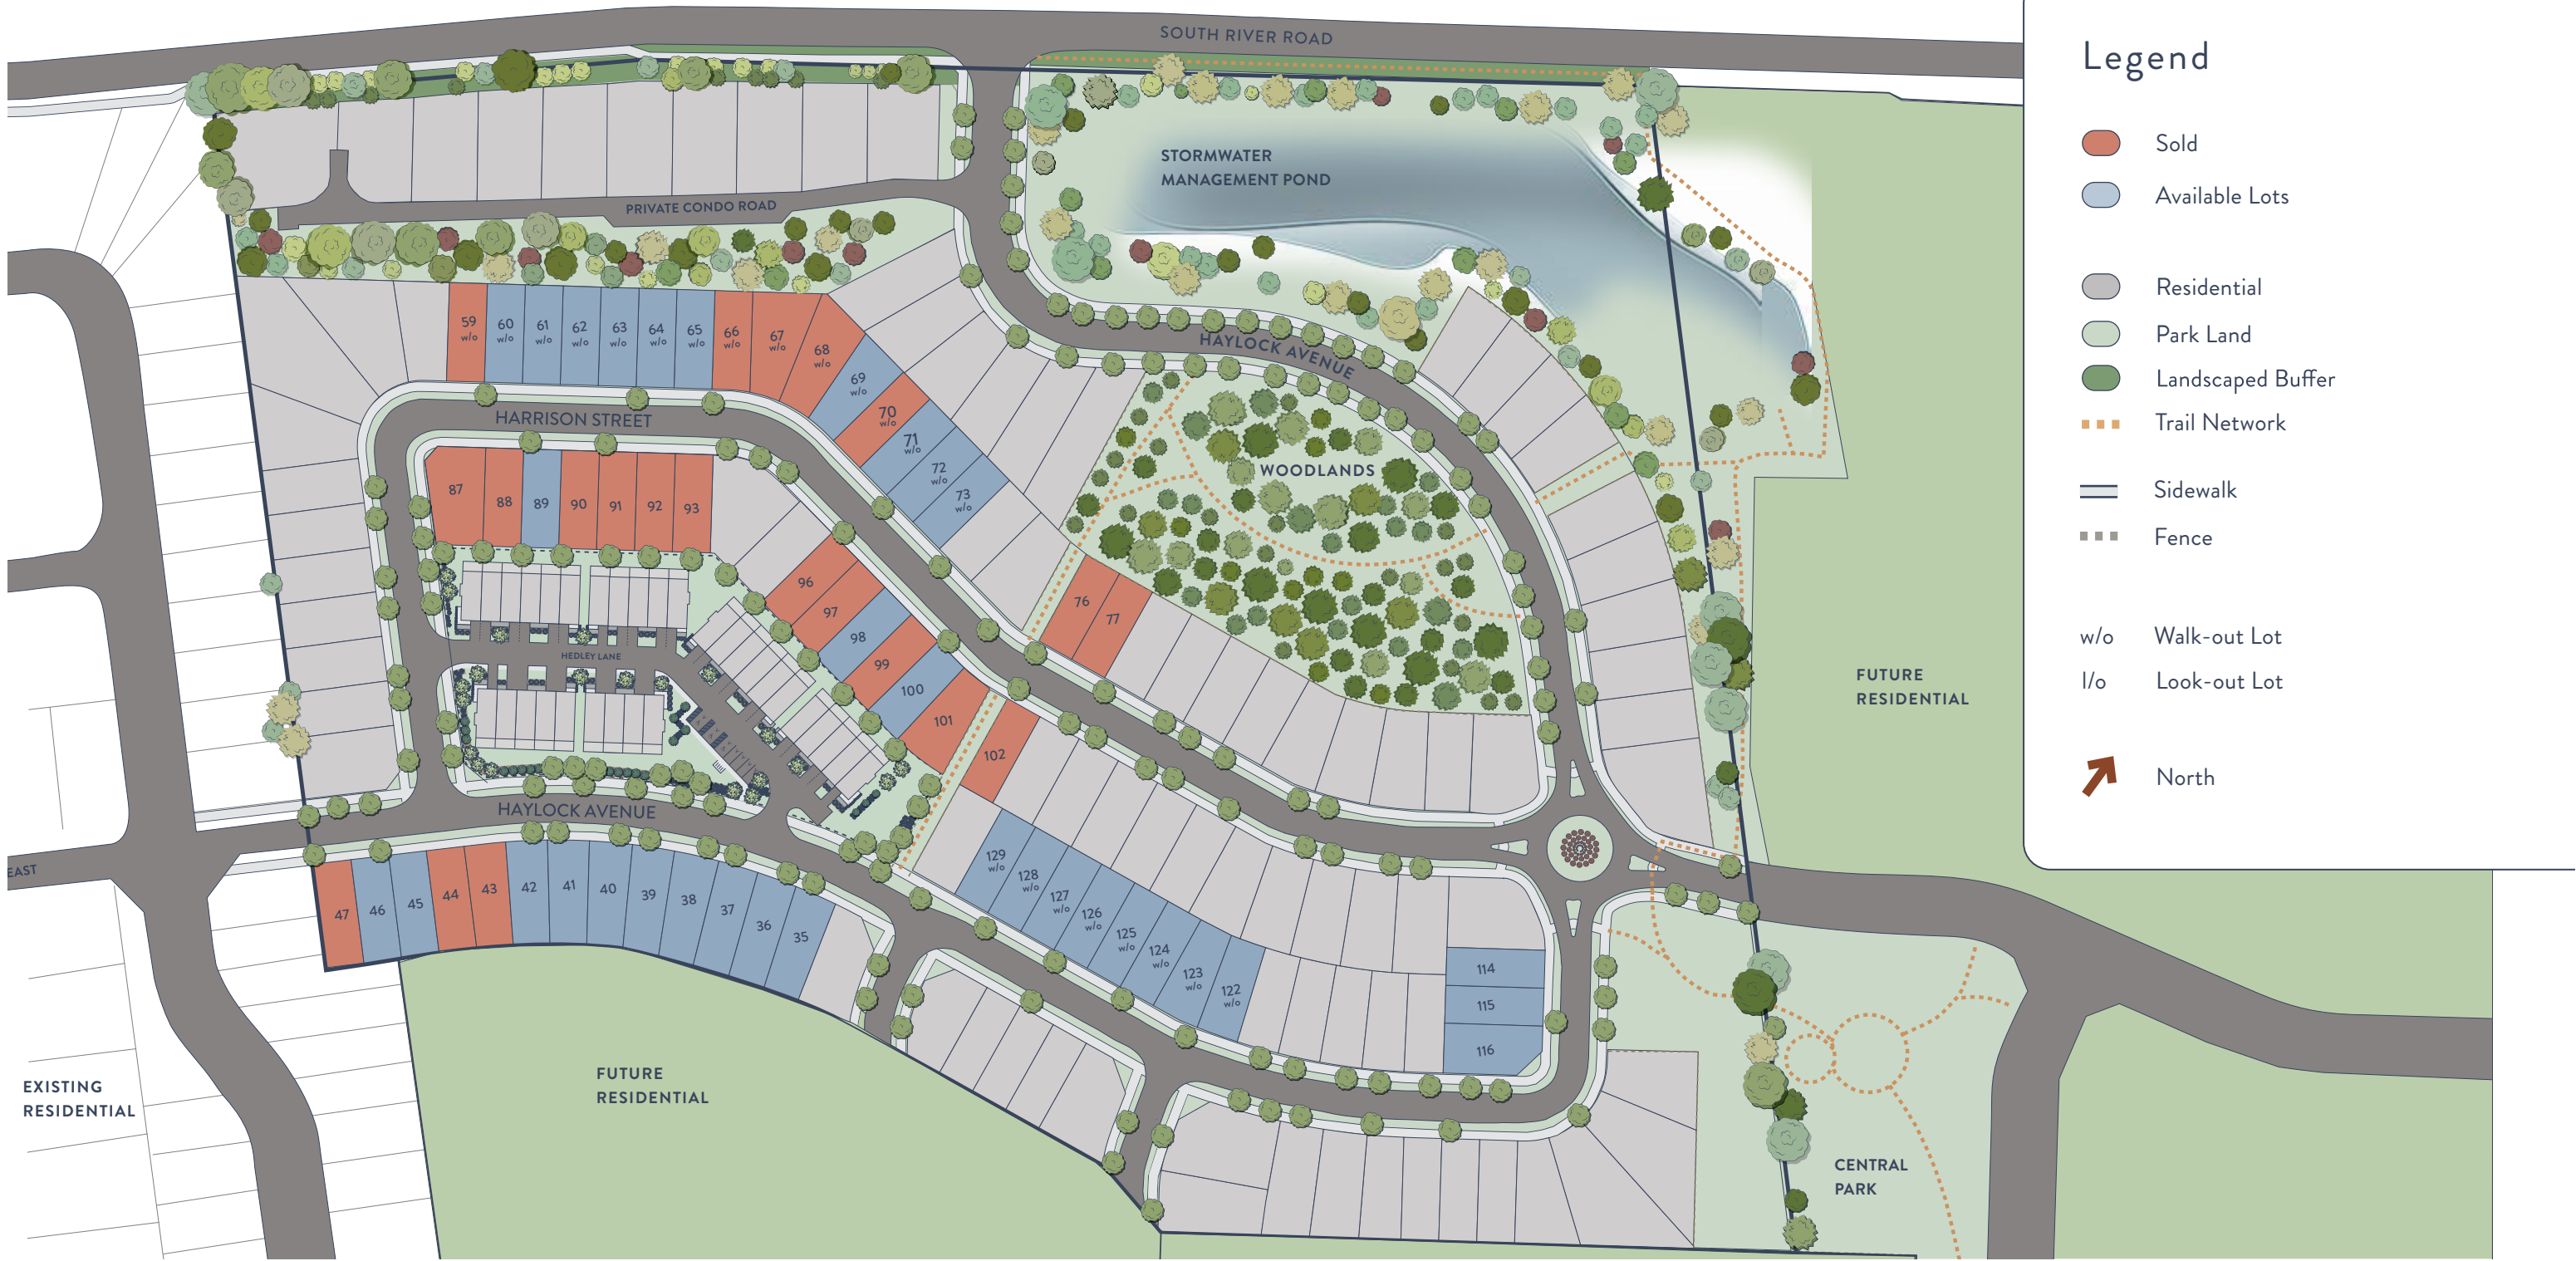 SOUTH RIVER ROAD
STORMWATER
MANAGEMENT POND
PRIVATE CONDO ROAD
HAYLOCK AVENUE
59
w/o
60
w/o
61
w/o
62
w/o
63
w/o
64
w/o
65
w/o
66
w/o
67
w/o
68
w/o
69
w/o
70
w/o
71
w/o
72
w/o
73
w/o
HARRISON STREET
WOODLANDS
87
88
89
90
91
92
93
96
97
98
99
100
101
102
76
77
HEDLEY LANE
HAYLOCK AVENUE
EAST
47
46
45
44
43
42
41
40
39
38
37
36
35
129
w/o
128
w/o
127
w/o
126
w/o
125
w/o
124
w/o
123
w/o
122
w/o
114
115
116
FUTURE
RESIDENTIAL
EXISTING
RESIDENTIAL
FUTURE
RESIDENTIAL
CENTRAL
PARK
Legend
Sold
Available Lots
Residential
Park Land
Landscaped Buffer
Trail Network
Sidewalk
Fence
w/o Walk-out Lot
l/o Look-out Lot
North